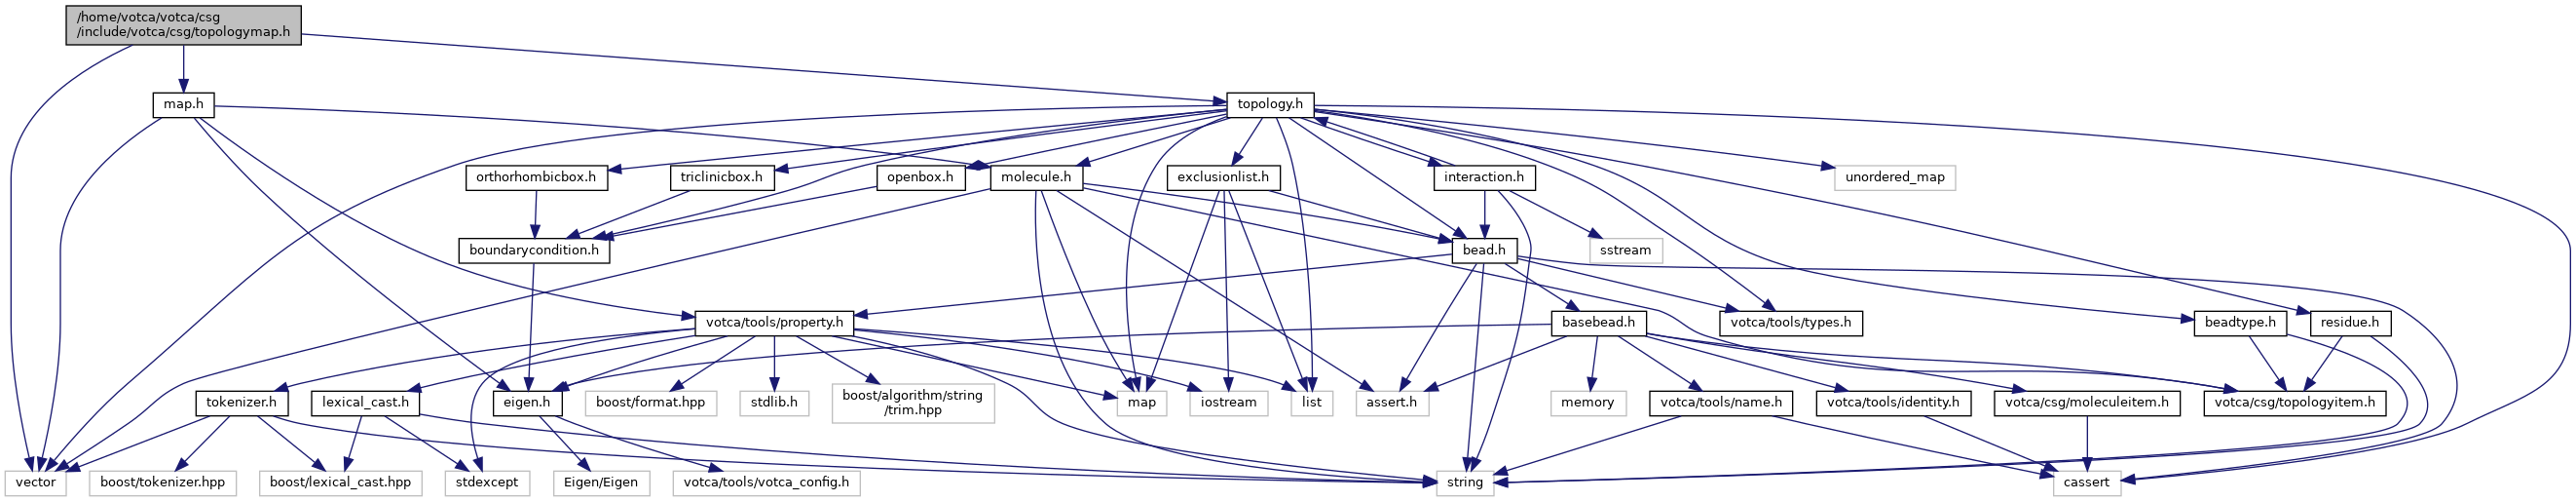 /home/votca/votca/csg
/include/votca/csg/topologymap.h
map.h
topology.h
orthorhombicbox.h
triclinicbox.h
openbox.h
molecule.h
exclusionlist.h
interaction.h
unordered_map
boundarycondition.h
bead.h
sstream
votca/tools/property.h
basebead.h
votca/tools/types.h
beadtype.h
residue.h
tokenizer.h
lexical_cast.h
eigen.h
boost/format.hpp
stdlib.h
boost/algorithm/string
/trim.hpp
map
iostream
list
assert.h
memory
votca/tools/name.h
votca/tools/identity.h
votca/csg/moleculeitem.h
votca/csg/topologyitem.h
vector
boost/tokenizer.hpp
boost/lexical_cast.hpp
stdexcept
Eigen/Eigen
votca/tools/votca_config.h
string
cassert